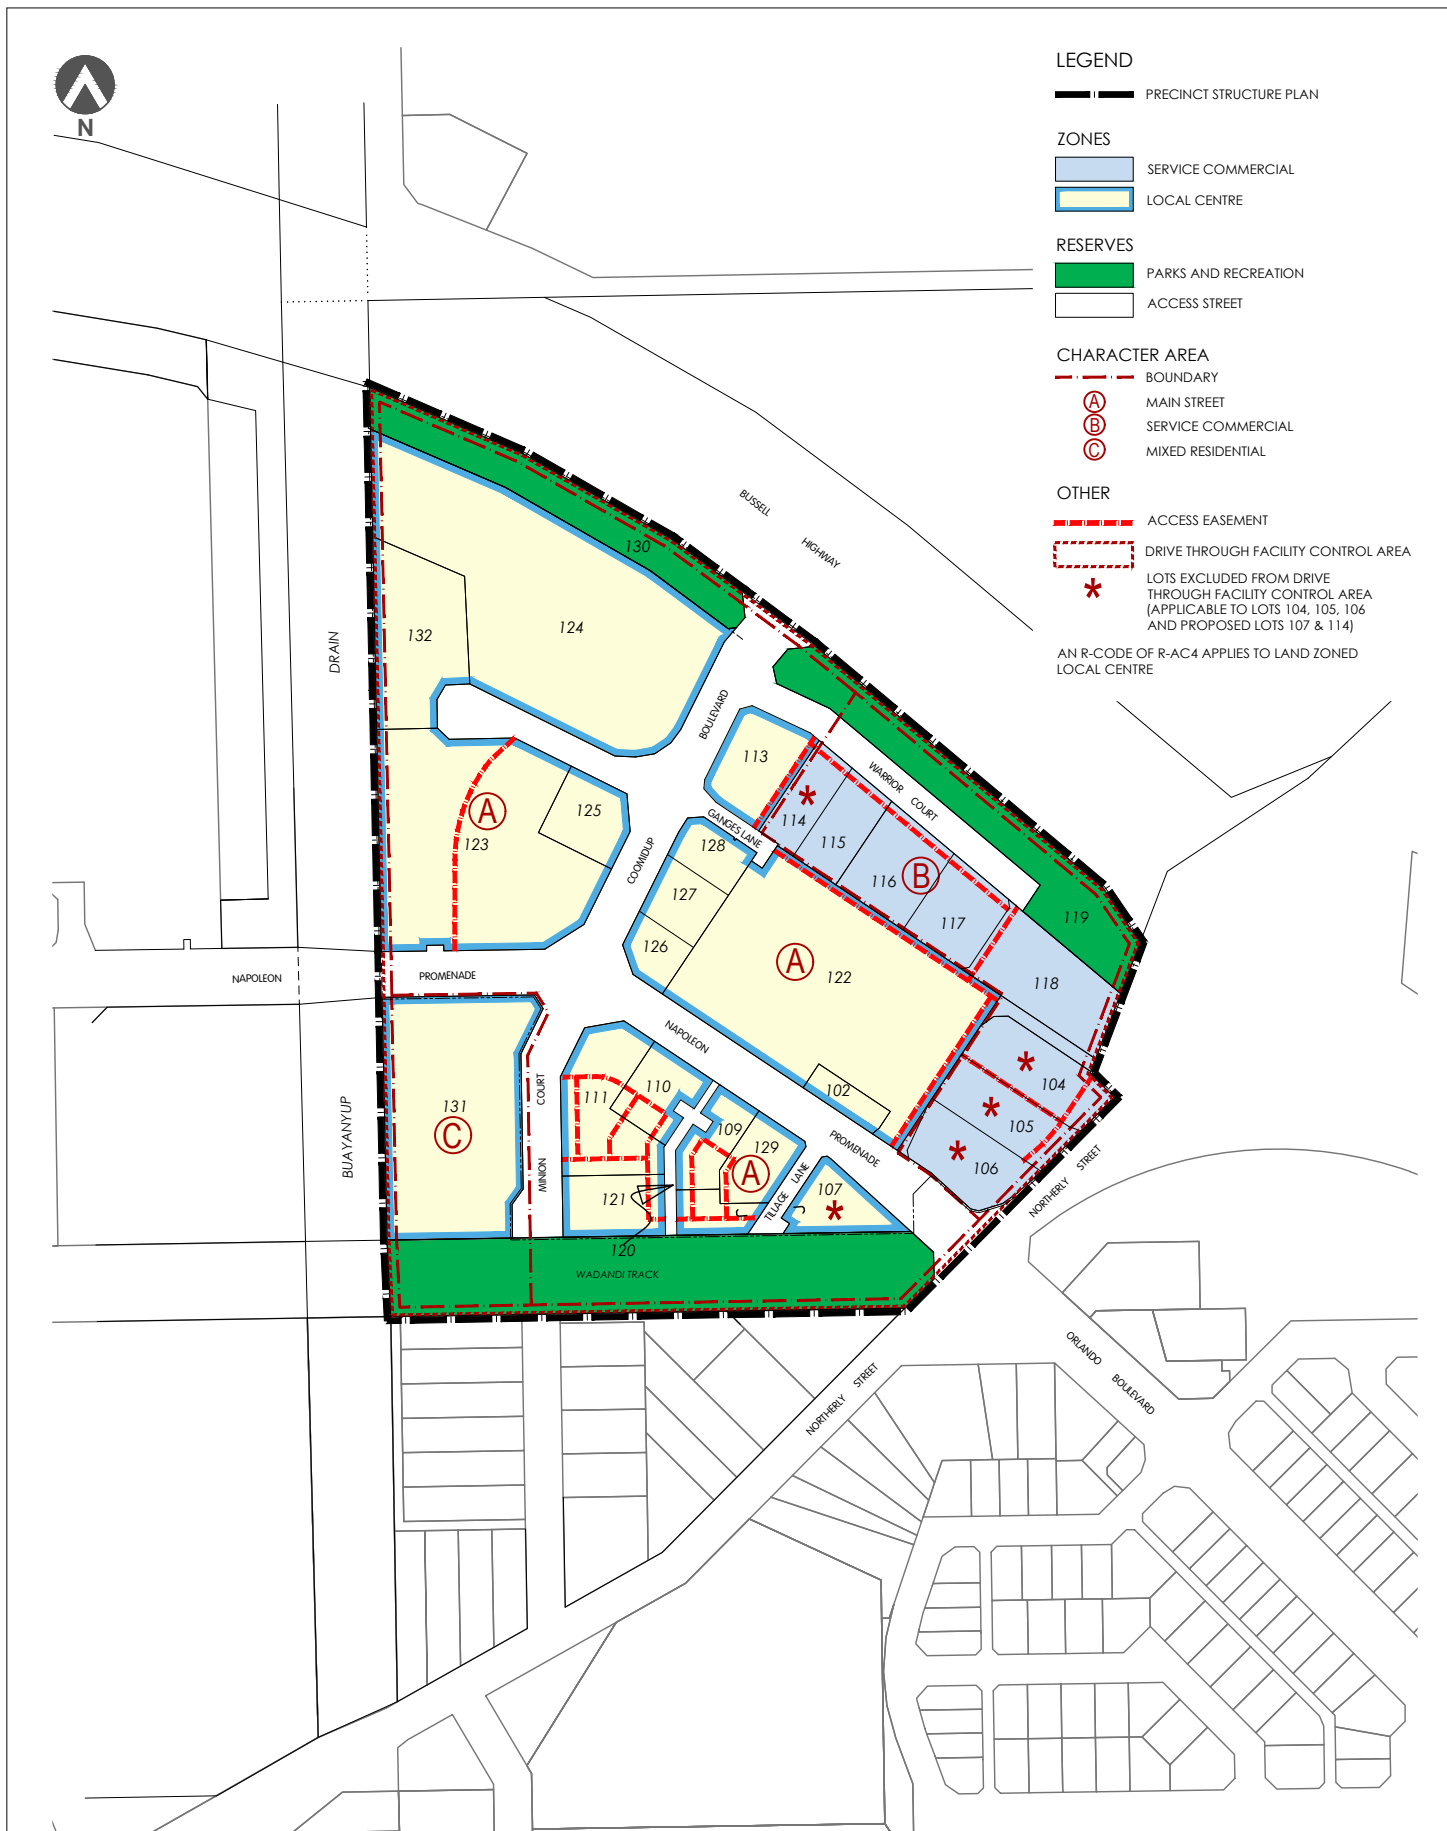 N
LEGEND
PRECINCT STRUCTURE PLAN
ZONES
SERVICE COMMERCIAL
LOCAL CENTRE
RESERVES
PARKS AND RECREATION
ACCESS STREET
CHARACTER AREA
BOUNDARY
A MAIN STREET
B SERVICE COMMERCIAL
C MIXED RESIDENTIAL
OTHER
ACCESS EASEMENT
DRIVE THROUGH FACILITY CONTROL AREA
* LOTS EXCLUDED FROM DRIVE
THROUGH FACILITY CONTROL AREA
(APPLICABLE TO LOTS 104, 105, 106
AND PROPOSED LOTS 107 & 114)
AN R-CODE OF R-AC4 APPLIES TO LAND ZONED
LOCAL CENTRE
BUSSELL
HIGHWAY
130
124
132
DRAIN
BOULEVARD
113
WARRIOR COURT
*
114
GANGES LANE
115
A
125
123
128
COOMIDUP
127
116
B
117
119
126
A
122
118
NAPOLEON
PROMENADE
NAPOLEON
*
104
110
111
102
*
105
131
C
COURT
109
129
PROMENADE
*
106
BUAYANYUP
MINION
A
121
TILLAGE LANE
107
*
NORTHERLY STREET
120
WADANDI TRACK
ORLANDO
BOULEVARD
NORTHERLY STREET